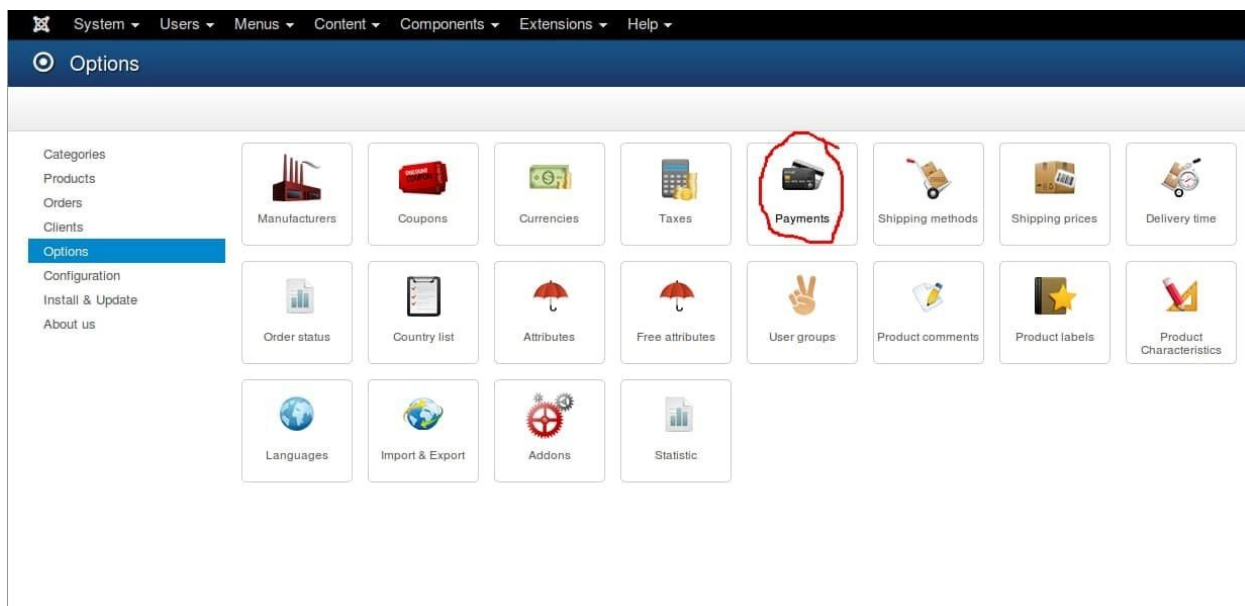 System Users Menus Content Components Extensions Help
Options
Categories
Products
Orders
Clients
Options
Configuration
Install & Update
About us
Manufacturers
DISCOUNT
COUPON
Coupons
Currencies
Taxes
Payments
Shipping methods
Shipping prices
Delivery time
Order status
Country list
Attributes
Free attributes
User groups
Product comments
Product labels
Product
Characteristics
Languages
Import & Export
Addons
Statistic